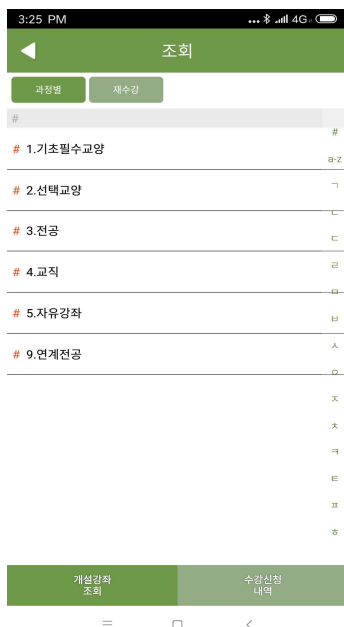 3:25 PM ... 4G
조회
과정별 재수강
#
#
# 1.기초필수교양
a-z
# 2.선택교양
ㄱ
ㄴ
# 3.전공
ㄷ
# 4.교직
ㄹ
ㅁ
# 5.자유강좌
ㅂ
# 9.연계전공
ㅅ
ㅇ
ㅈ
ㅊ
ㅋ
ㅌ
ㅍ
ㅎ
개설강좌
조회
수강신청
내역